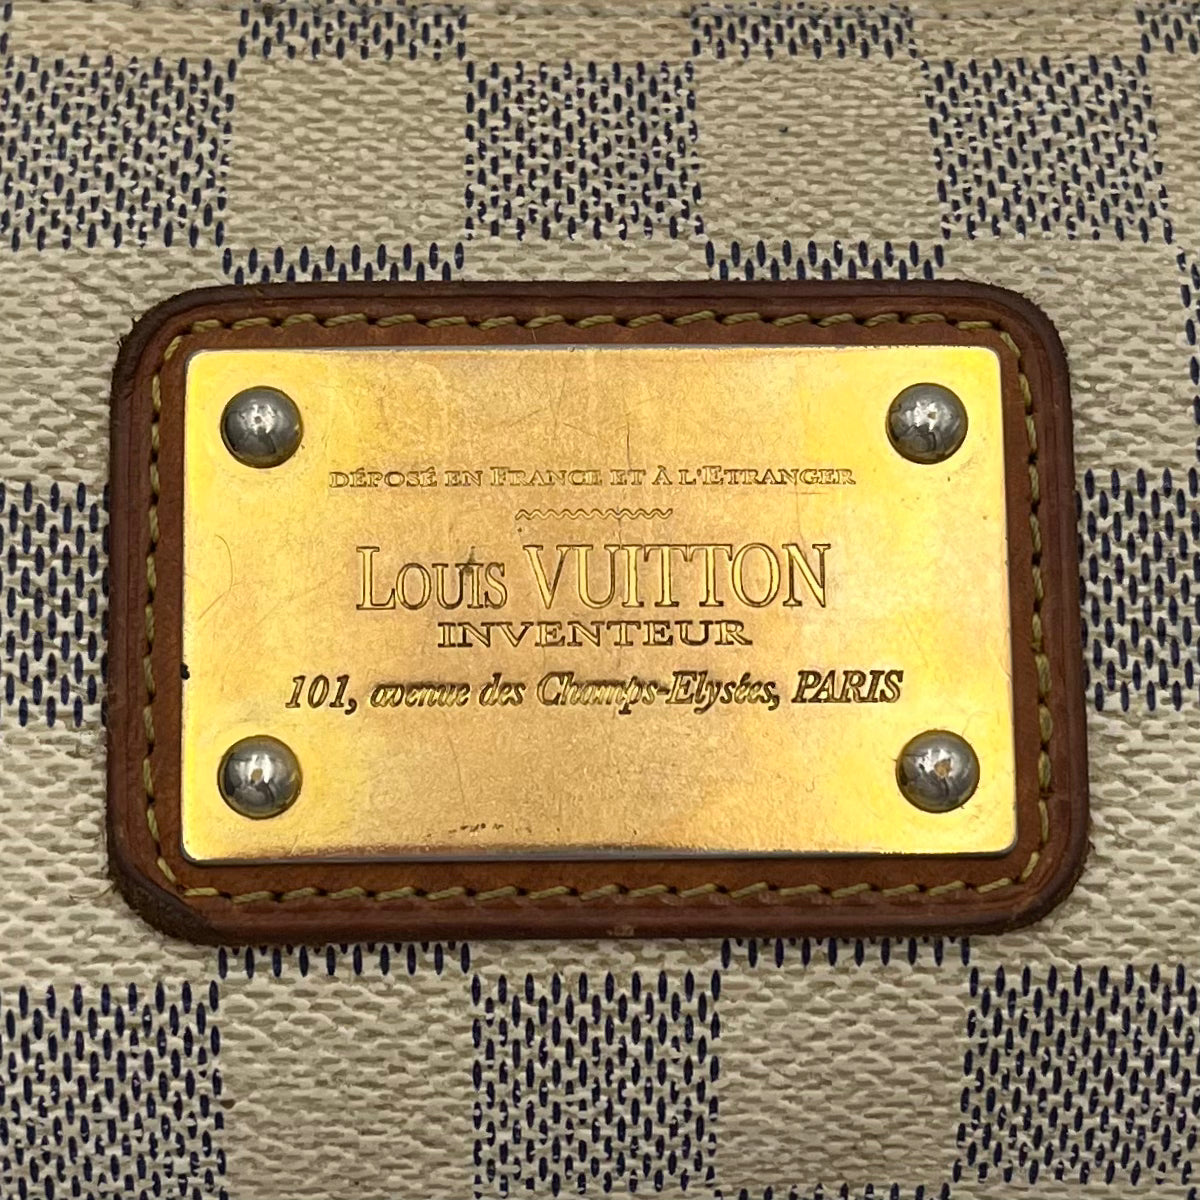 DÉPOSÉ EN FRANCE ET À L'ETRANGER
LOUIS VUITTON
INVENTEUR
101, avenue des Champs-Elysées, PARIS